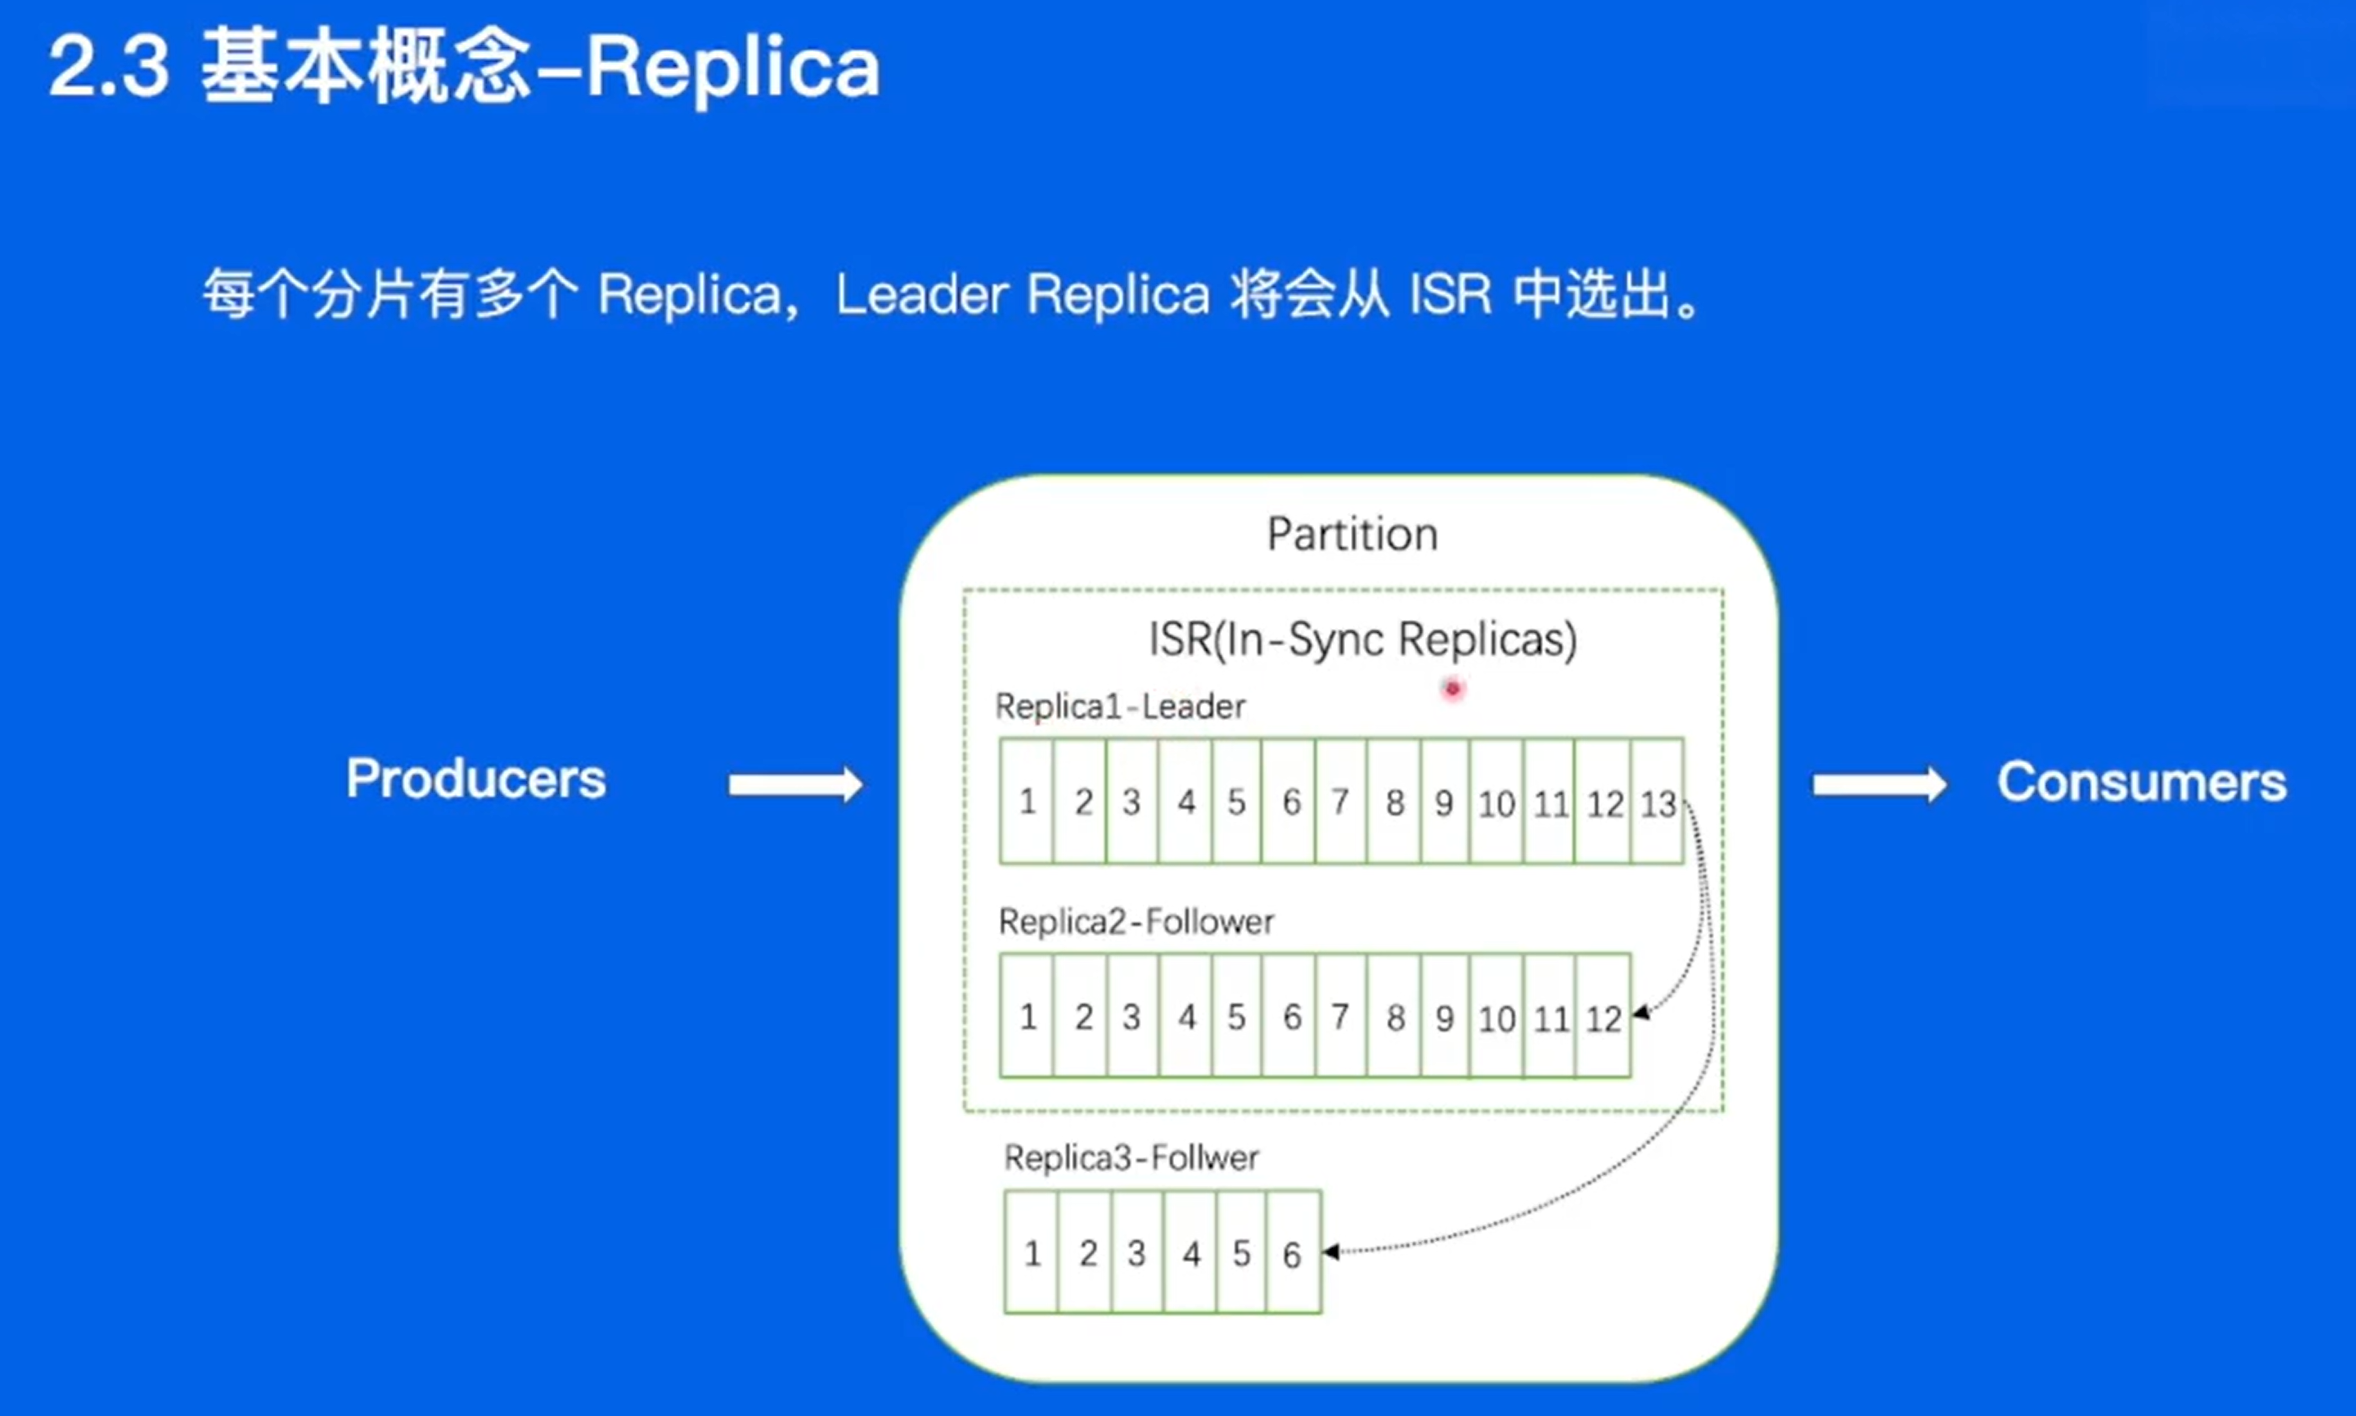 2.3 基本概念-Replica
每个分片有多个 Replica，Leader Replica 将会从 ISR 中选出。
Partition
ISR(In-Sync Replicas)
Replica1-Leader
1 2 3 4 5 6 7 8 9 10 11 12 13
Producers
Consumers
Replica2-Follower
1 2 3 4 5 6 7 8 9 10 11 12
Replica3-Follwer
1 2 3 4 5 6